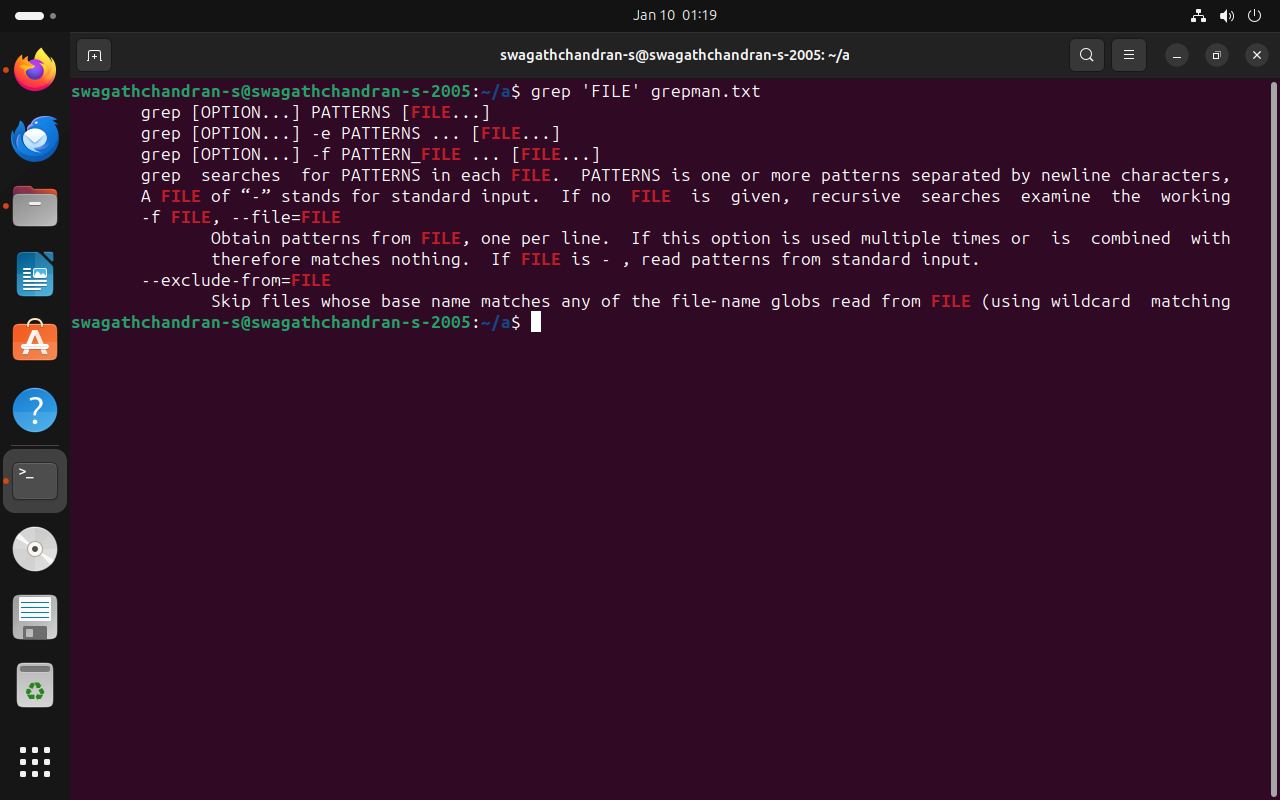 Jan 10 01:19
swagathchandran-s@swagathchandran-s-2005: ~/a
swagathchandran-s@swagathchandran-s-2005:~/a$ grep 'FILE' grepman.txt
       grep [OPTION...] PATTERNS [FILE...]
       grep [OPTION...] -e PATTERNS ... [FILE...]
       grep [OPTION...] -f PATTERN_FILE ... [FILE...]
       grep  searches  for PATTERNS in each FILE.  PATTERNS is one or more patterns separated by newline characters,
       A FILE of “-” stands for standard input.  If no  FILE  is  given,  recursive  searches  examine  the  working
       -f FILE, --file=FILE
              Obtain patterns from FILE, one per line.  If this option is used multiple times or  is  combined  with
              therefore matches nothing.  If FILE is - , read patterns from standard input.
       --exclude-from=FILE
              Skip files whose base name matches any of the file-name globs read from FILE (using wildcard  matching
swagathchandran-s@swagathchandran-s-2005:~/a$